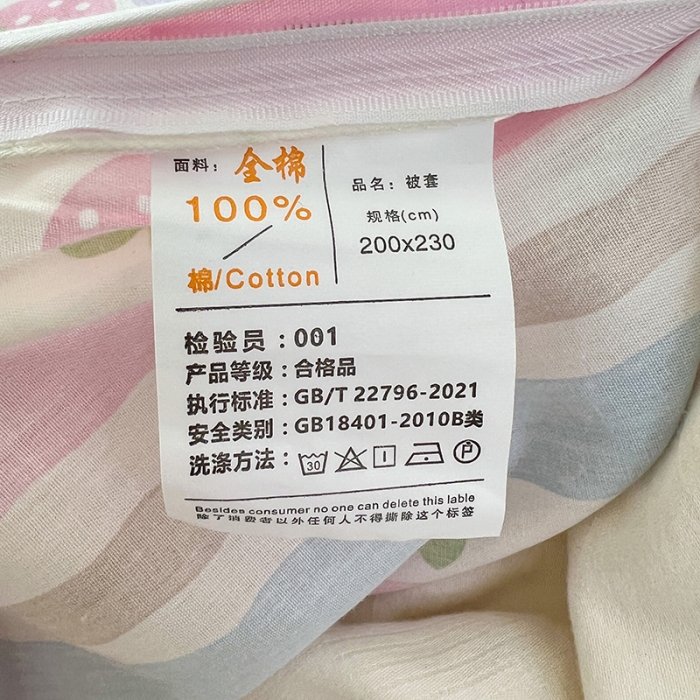 面料：全棉
100%
棉/Cotton
品名：被套
规格(cm)
200x230
检验员：001
产品等级：合格品
执行标准：GB/T 22796-2021
安全类别：GB18401-2010B类
洗涤方法：30 P
Besides consumer no one can delete this lable
除了消费者以外任何人不得撕除这个标签